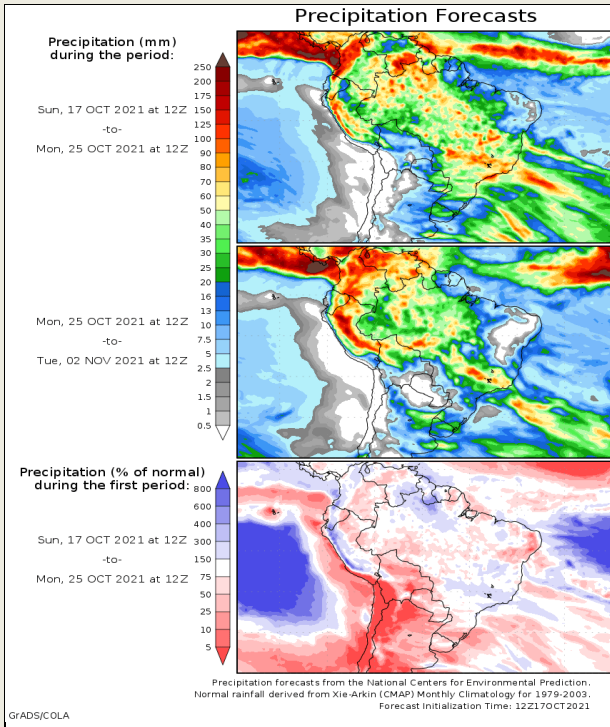 Precipitation Forecasts
Precipitation (mm)
during the period:
Sun, 17 OCT 2021 at 12Z
-to-
Mon, 25 OCT 2021 at 12Z
250
200
175
150
125
100
90
80
70
60
50
40
35
30
25
20
16
13
10
7.5
5
2.5
2
1.5
1
0.5
Mon, 25 OCT 2021 at 12Z
-to-
Tue, 02 NOV 2021 at 12Z
Precipitation (% of normal)
during the first period:
Sun, 17 OCT 2021 at 12Z
-to-
Mon, 25 OCT 2021 at 12Z
800
600
400
300
150
75
50
25
10
5
Precipitation forecasts from the National Centers for Environmental Prediction.
Normal rainfall derived from Xie-Arkin (CMAP) Monthly Climatology for 1979-2003.
Forecast Initialization Time: 12Z17OCT2021
GrADS/COLA